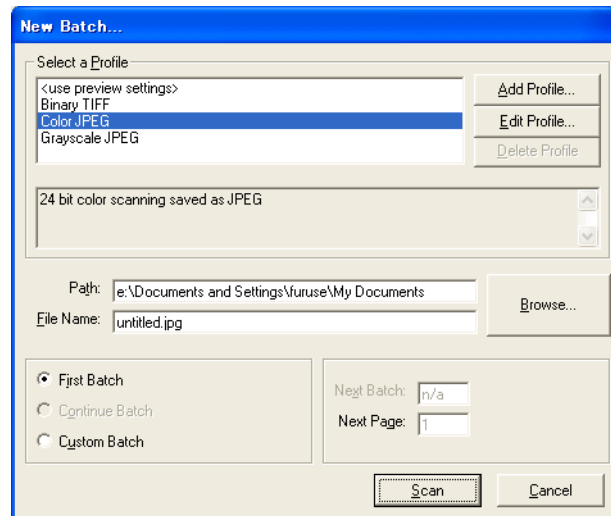 New Batch...
Select a Profile
<use preview settings>
Binary TIFF
Color JPEG
Grayscale JPEG
Add Profile...
Edit Profile...
Delete Profile
24 bit color scanning saved as JPEG
Path: e:\Documents and Settings\furuse\My Documents
File Name: untitled.jpg
Browse...
First Batch
Continue Batch
Custom Batch
Next Batch: n/a
Next Page: 1
Scan Cancel